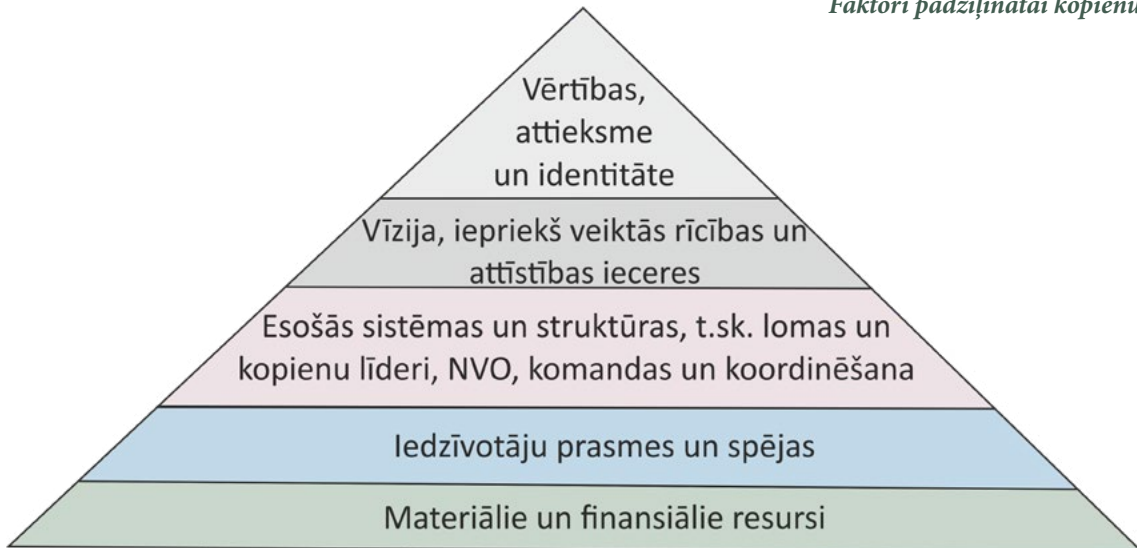 Faktori padziļinātai kopienu
Vērtības,
attieksme
un identitāte
Vīzija, iepriekš veiktās rīcības un
attīstības ieceres
Esošās sistēmas un struktūras, t.sk. lomas un
kopienu līderi, NVO, komandas un koordinēšana
Iedzīvotāju prasmes un spējas
Materiālie un finansiālie resursi